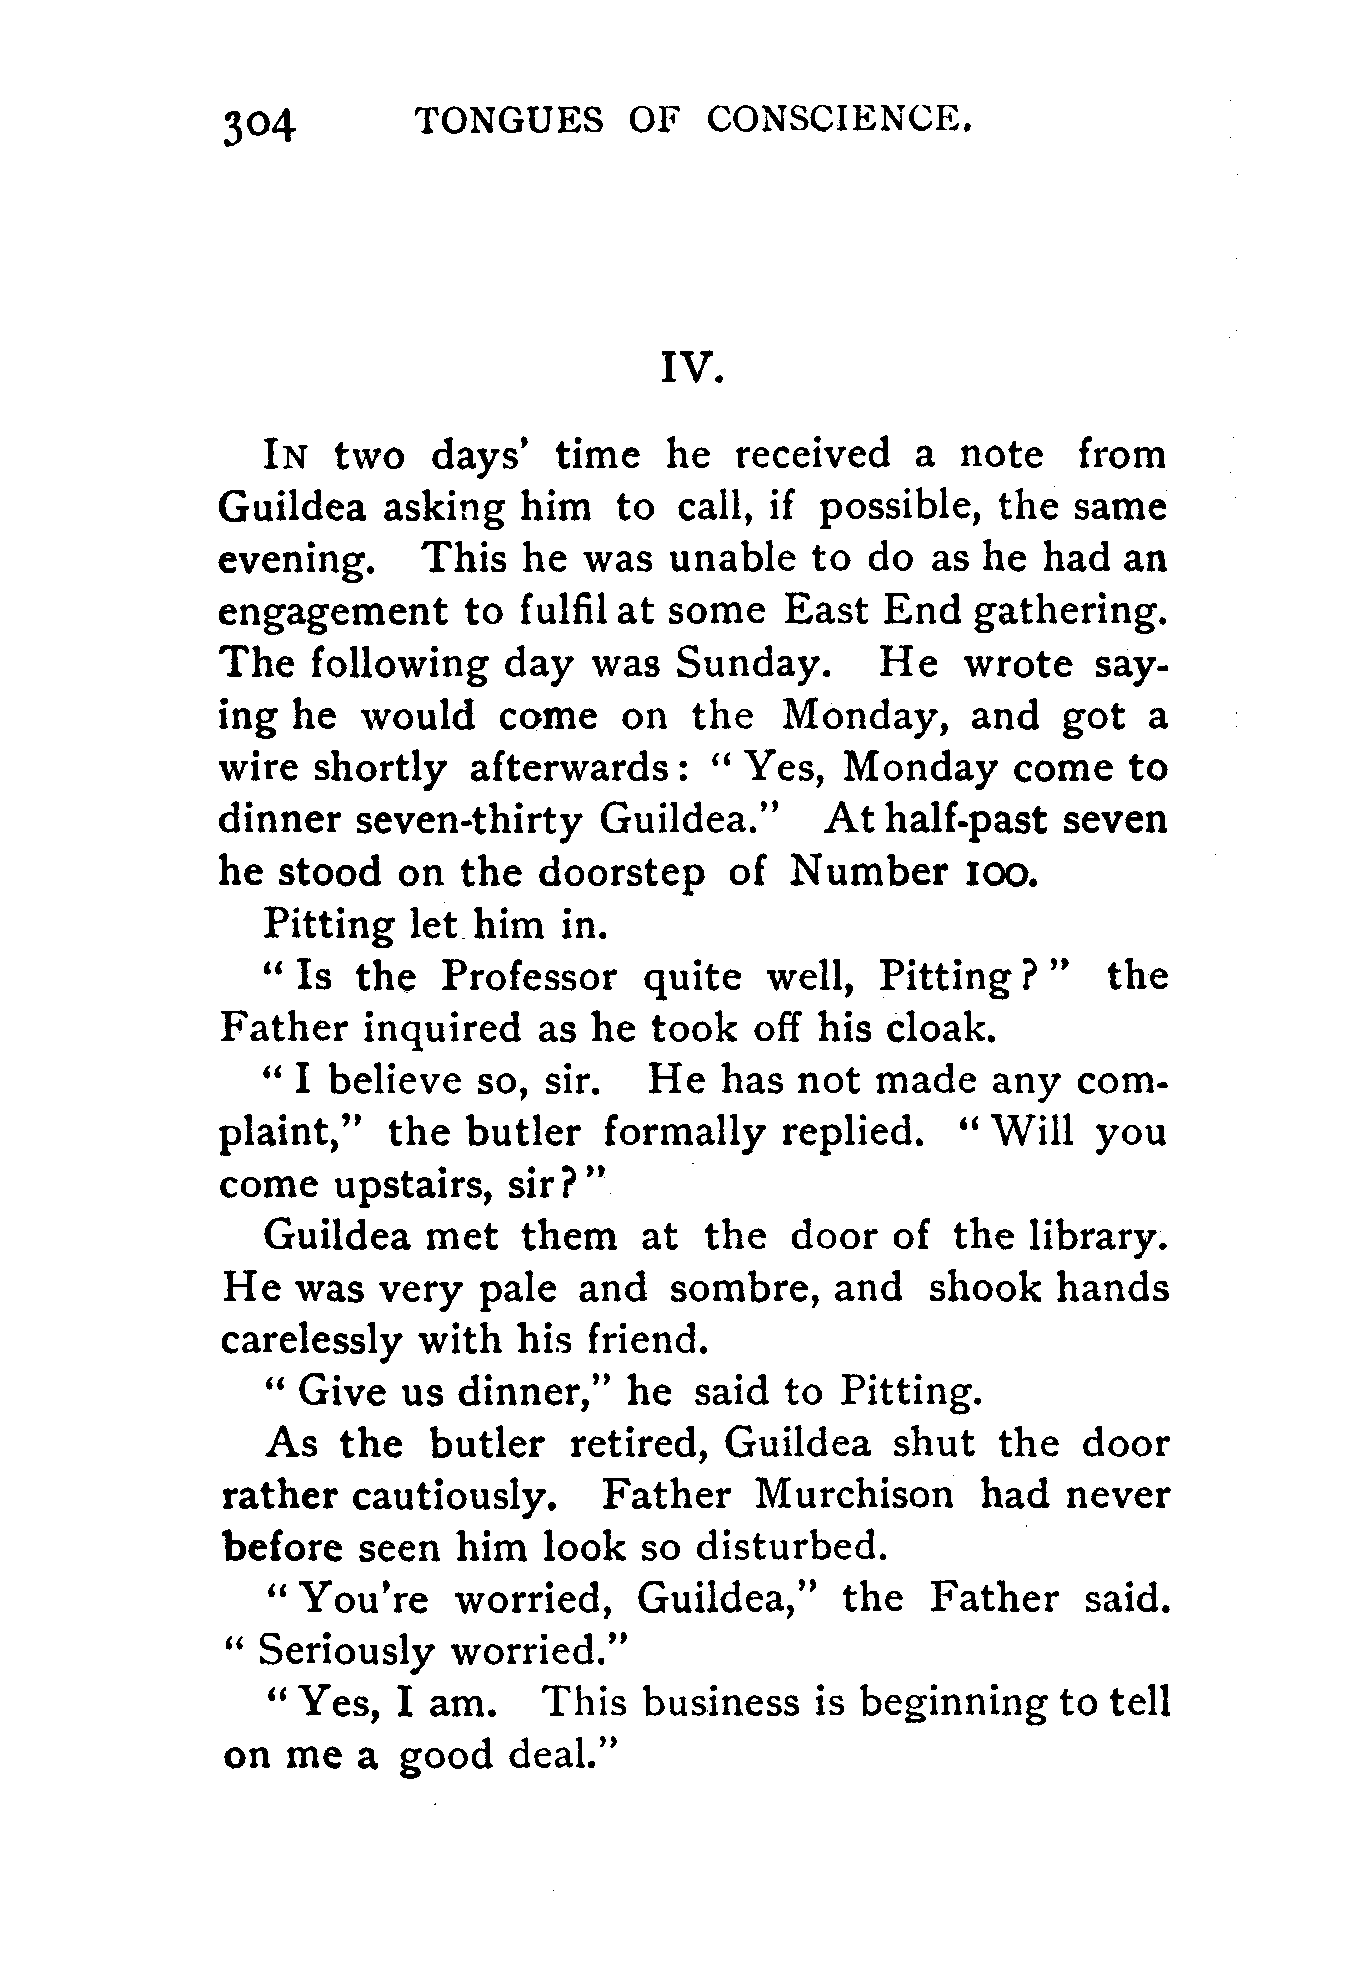 304 TONGUES OF CONSCIENCE.
IV.
IN two days' time he received a note from
Guildea asking him to call, if possible, the same
evening. This he was unable to do as he had an
engagement to fulfil at some East End gathering.
The following day was Sunday. He wrote say-
ing he would come on the Monday, and got a
wire shortly afterwards: "Yes, Monday come to
dinner seven-thirty Guildea." At half-past seven
he stood on the doorstep of Number 100.
Pitting let him in.
"Is the Professor quite well, Pitting?" the
Father inquired as he took off his cloak.
"I believe so, sir. He has not made any com-
plaint," the butler formally replied. "Will you
come upstairs, sir?"
Guildea met them at the door of the library.
He was very pale and sombre, and shook hands
carelessly with his friend.
"Give us dinner," he said to Pitting.
As the butler retired, Guildea shut the door
rather cautiously. Father Murchison had never
before seen him look so disturbed.
"You're worried, Guildea," the Father said.
"Seriously worried."
"Yes, I am. This business is beginning to tell
on me a good deal."